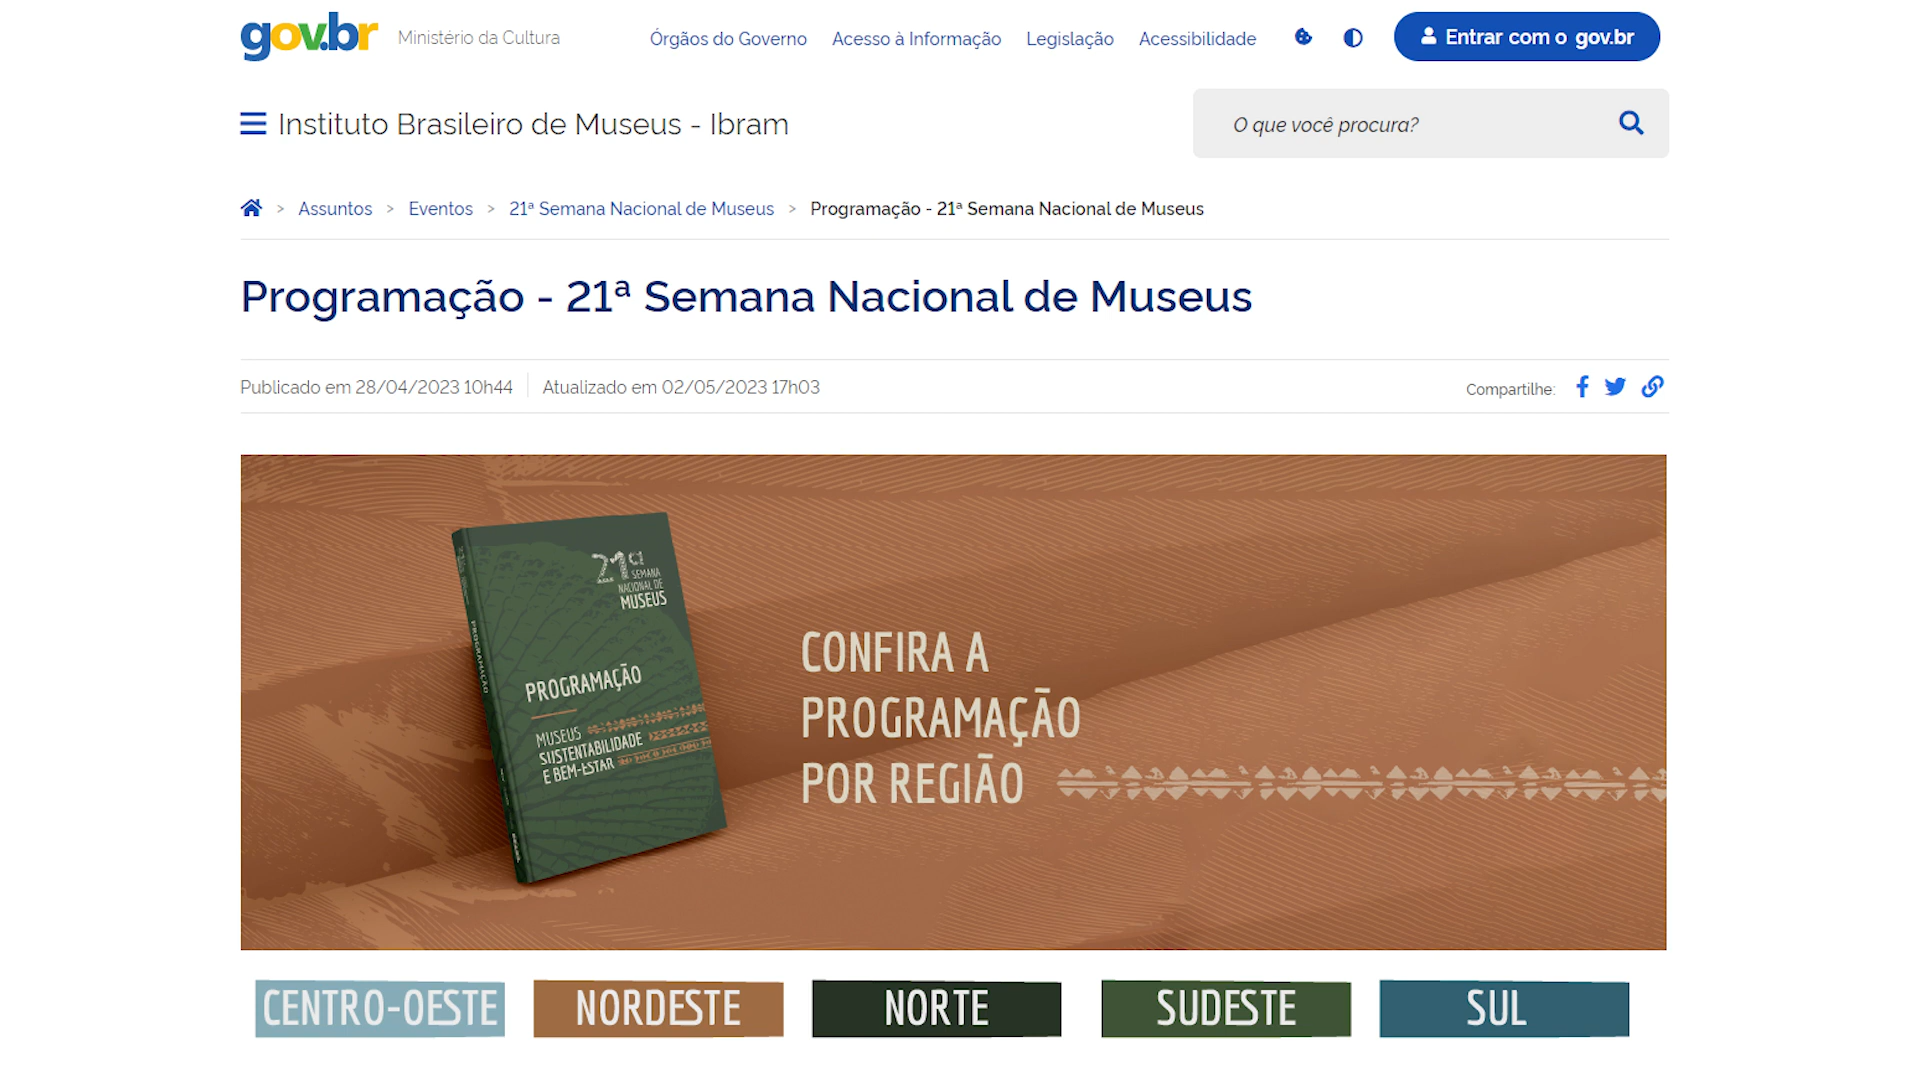 gov.br Ministério da Cultura
Órgãos do Governo Acesso à Informação Legislação Acessibilidade
Entrar com o gov.br
Instituto Brasileiro de Museus - Ibram
O que você procura?
> Assuntos > Eventos > 21ª Semana Nacional de Museus > Programação - 21ª Semana Nacional de Museus
Programação - 21ª Semana Nacional de Museus
Publicado em 28/04/2023 10h44 Atualizado em 02/05/2023 17h03
Compartilhe:
21ª
SEMANA
NACIONAL DE
MUSEUS
PROGRAMAÇÃO
PROGRAMAÇÃO
MUSEUS
SUSTENTABILIDADE
E BEM-ESTAR
CONFIRA A
PROGRAMAÇÃO
POR REGIÃO
CENTRO-OESTE
NORDESTE
NORTE
SUDESTE
SUL